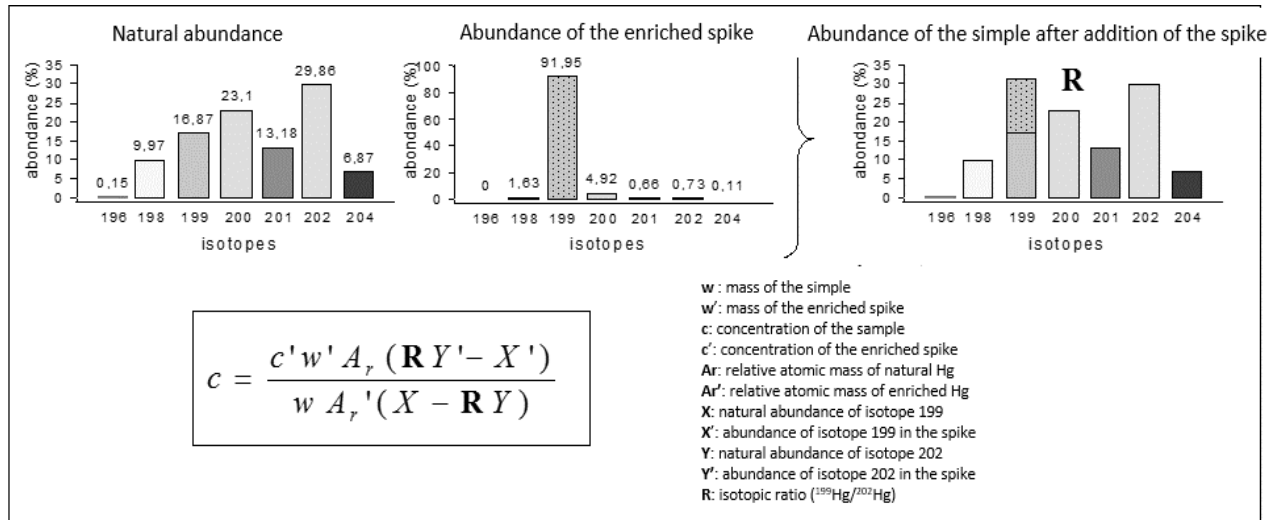 Natural abundance
abondance (%)
35
30
25
20
15
10
5
0
0,15
9,97
16,87
23,1
13,18
29,86
6,87
196 198 199 200 201 202 204
isotopes
Abundance of the enriched spike
abondance (%)
100
80
60
40
20
0
0
1,63
91,95
4,92
0,66
0,73
0,11
196 198 199 200 201 202 204
isotopes
Abundance of the simple after addition of the spike
abondance (%)
35
30
25
20
15
10
5
0
R
196 198 199 200 201 202 204
isotopes
c = c' w' A_r (R Y' − X') / w A_r' (X − R Y)
w : mass of the simple
w' : mass of the enriched spike
c: concentration of the sample
c': concentration of the enriched spike
Ar: relative atomic mass of natural Hg
Ar': relative atomic mass of enriched Hg
X: natural abundance of isotope 199
X': abundance of isotope 199 in the spike
Y: natural abundance of isotope 202
Y': abundance of isotope 202 in the spike
R: isotopic ratio (¹⁹⁹Hg/²⁰²Hg)